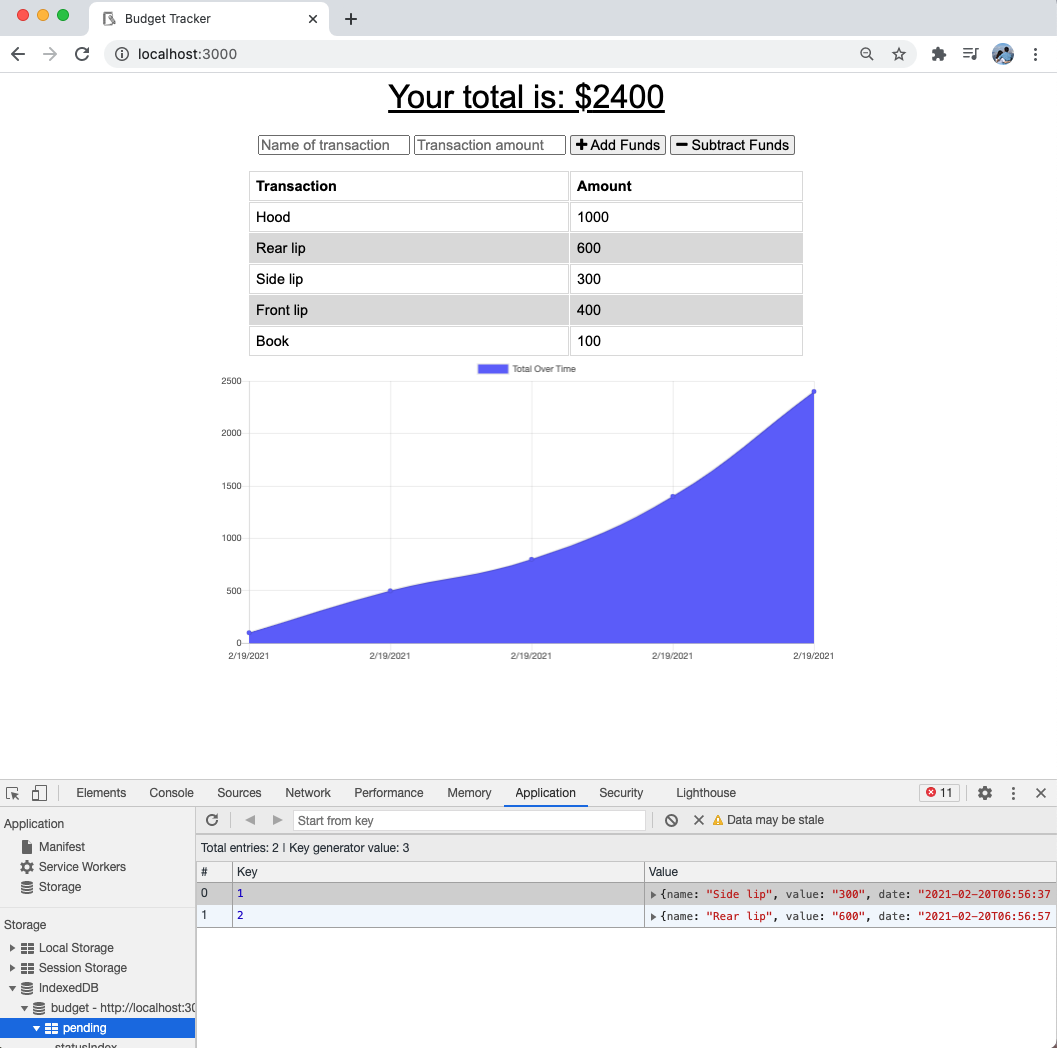 Budget Tracker
localhost:3000
Your total is: $2400
Name of transaction Transaction amount Add Funds Subtract Funds
Transaction Amount
Hood 1000
Rear lip 600
Side lip 300
Front lip 400
Book 100
Total Over Time
2500
2000
1500
1000
500
0
2/19/2021 2/19/2021 2/19/2021 2/19/2021 2/19/2021
Elements Console Sources Network Performance Memory Application Security Lighthouse 11
Application
Manifest
Service Workers
Storage
Storage
Local Storage
Session Storage
IndexedDB
budget - http://localhost:30
pending
statusIndex
Start from key Data may be stale
Total entries: 2 | Key generator value: 3
# Key Value
0 1 {name: "Side lip", value: "300", date: "2021-02-20T06:56:37
1 2 {name: "Rear lip", value: "600", date: "2021-02-20T06:56:57